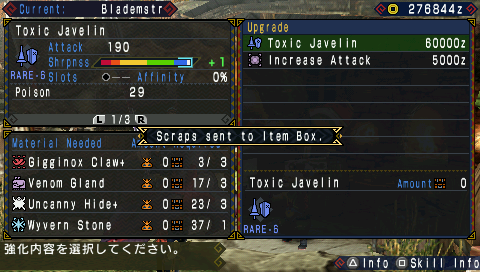 Current: Blademstr
276844z
Toxic Javelin
Attack 190
Shrpnss +1
RARE-6 Slots ●―― Affinity 0%
Poison 29
L 1/3 R
Upgrade
Toxic Javelin 60000z
Increase Attack 5000z
Scraps sent to Item Box.
Material Needed
Gigginox Claw+ 0 3/ 3
Venom Gland 0 17/ 3
Uncanny Hide+ 0 23/ 3
Wyvern Stone 0 37/ 1
Toxic Javelin Amount 0
RARE-6
強化内容を選択してください。
△ Info ○ Skill Info